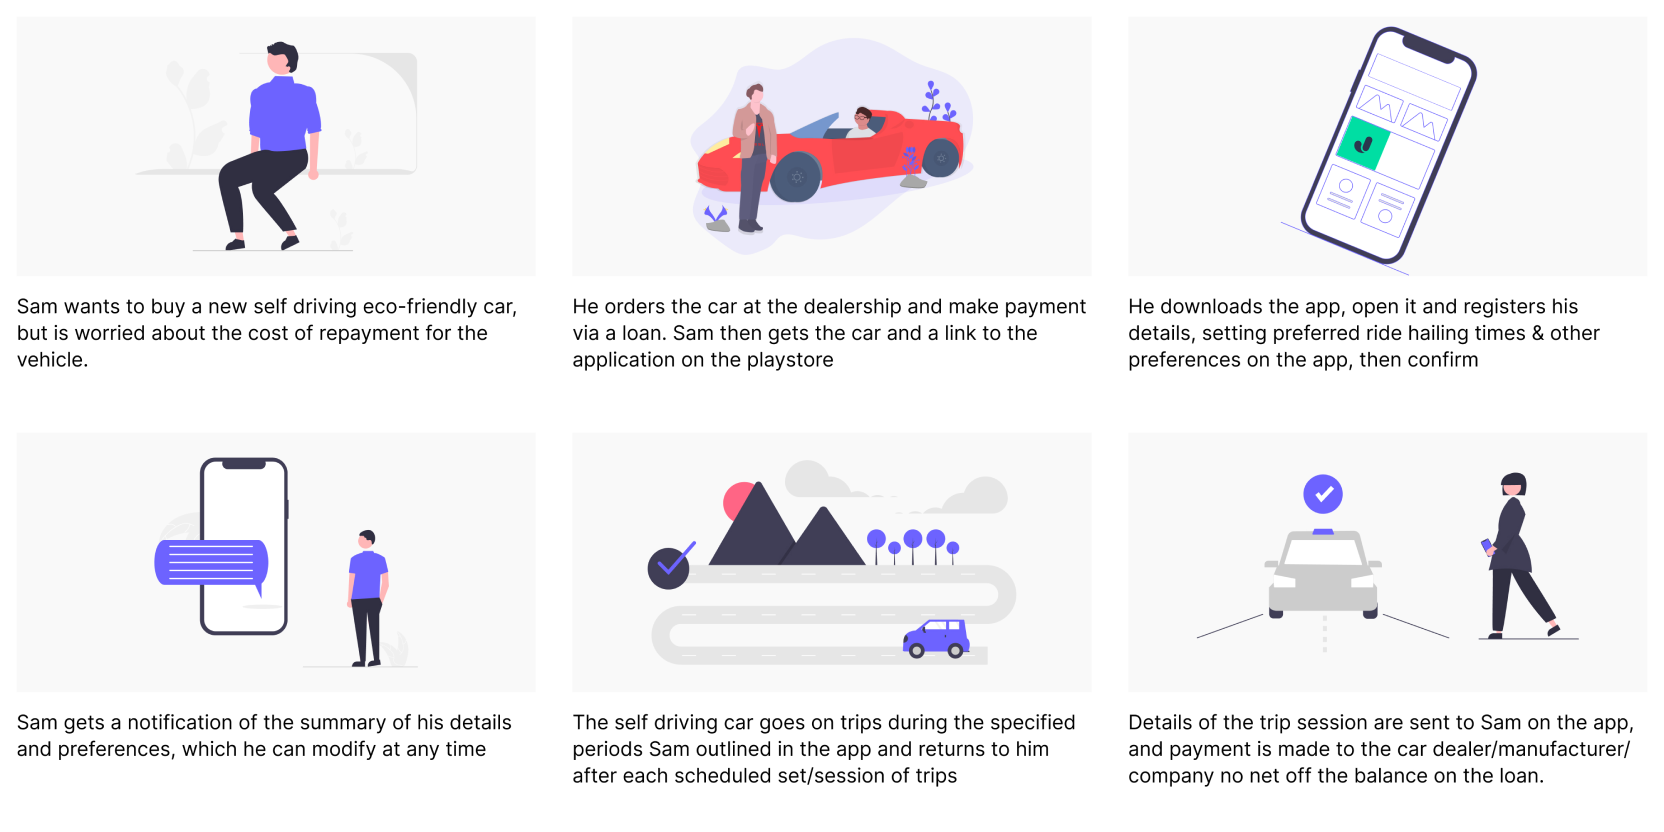 Sam wants to buy a new self driving eco-friendly car,
but is worried about the cost of repayment for the
vehicle.
He orders the car at the dealership and make payment
via a loan. Sam then gets the car and a link to the
application on the playstore
He downloads the app, open it and registers his
details, setting preferred ride hailing times & other
preferences on the app, then confirm
Sam gets a notification of the summary of his details
and preferences, which he can modify at any time
The self driving car goes on trips during the specified
periods Sam outlined in the app and returns to him
after each scheduled set/session of trips
Details of the trip session are sent to Sam on the app,
and payment is made to the car dealer/manufacturer/
company no net off the balance on the loan.